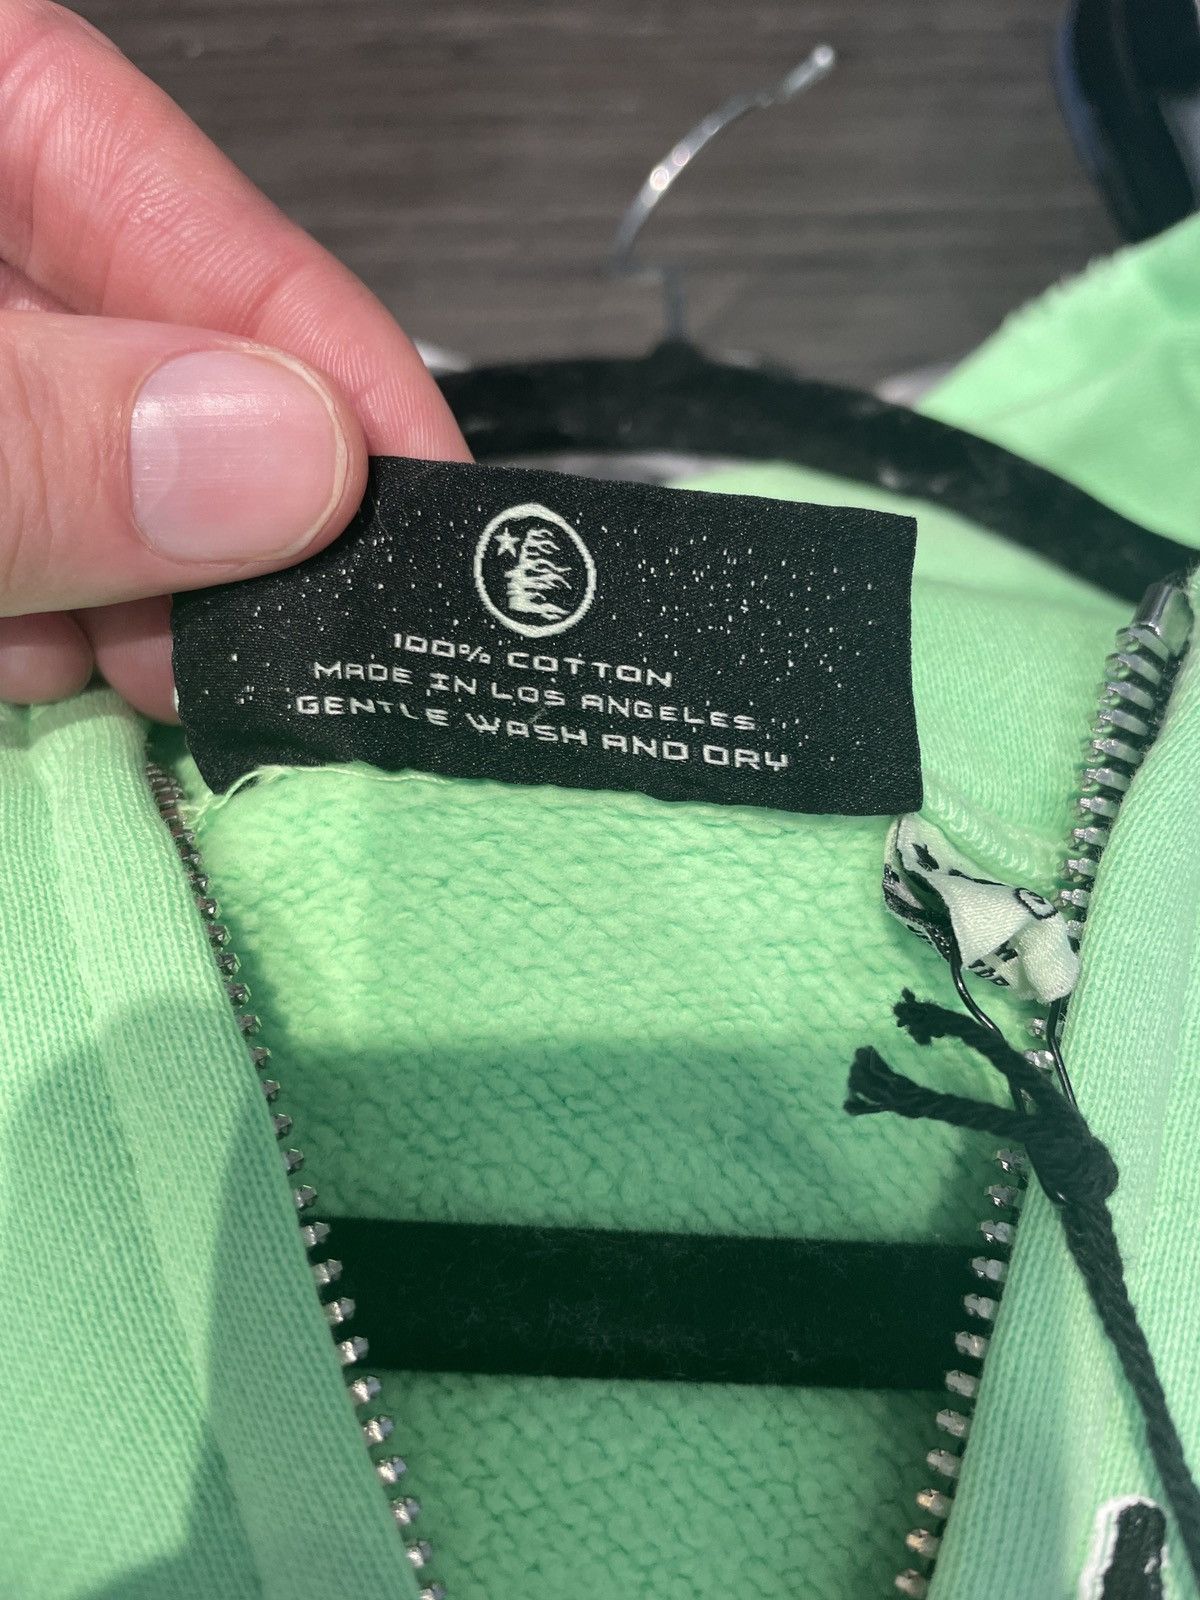 100% COTTON
MADE IN LOS ANGELES
GENTLE WASH AND DRY